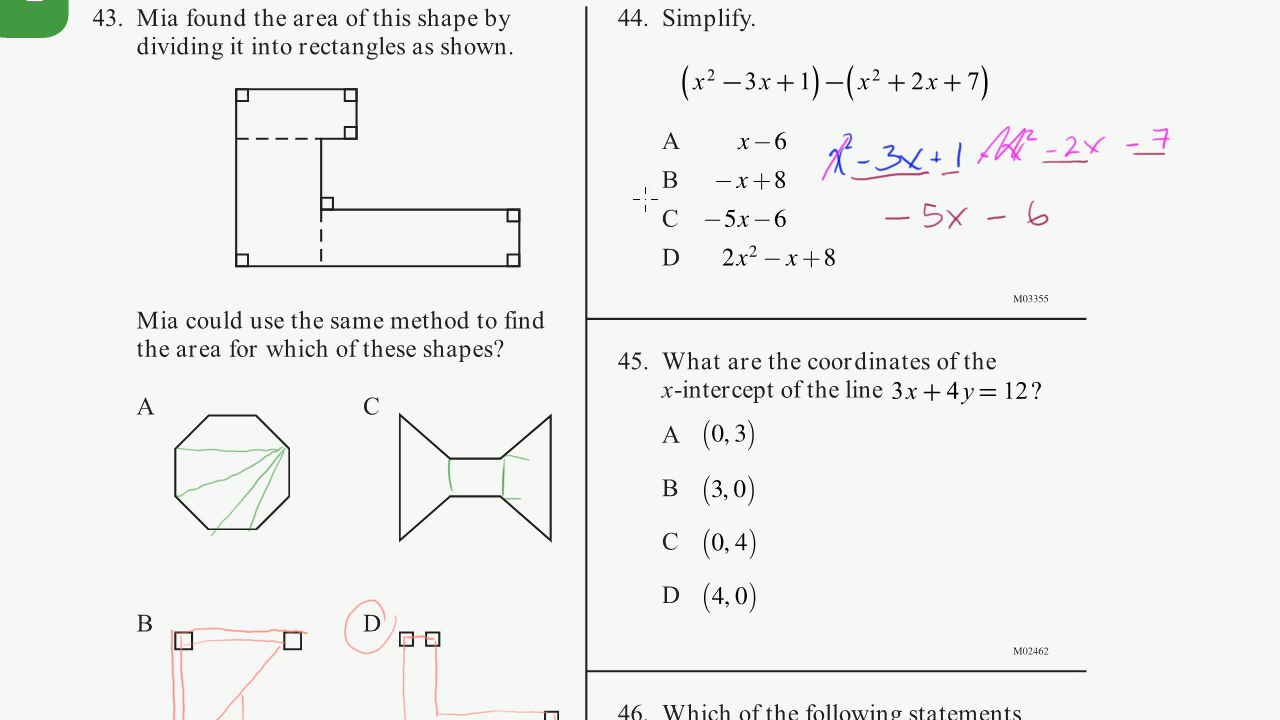 43. Mia found the area of this shape by
dividing it into rectangles as shown.
Mia could use the same method to find
the area for which of these shapes?
A
C
B
D
44. Simplify.
(x² − 3x + 1) − (x² + 2x + 7)
A x − 6
B −x + 8
C −5x − 6
D 2x² − x + 8
x² − 3x + 1 − x² − 2x − 7
− 5x − 6
M03355
45. What are the coordinates of the
x-intercept of the line 3x + 4y = 12?
A (0, 3)
B (3, 0)
C (0, 4)
D (4, 0)
M02462
46. Which of the following statements